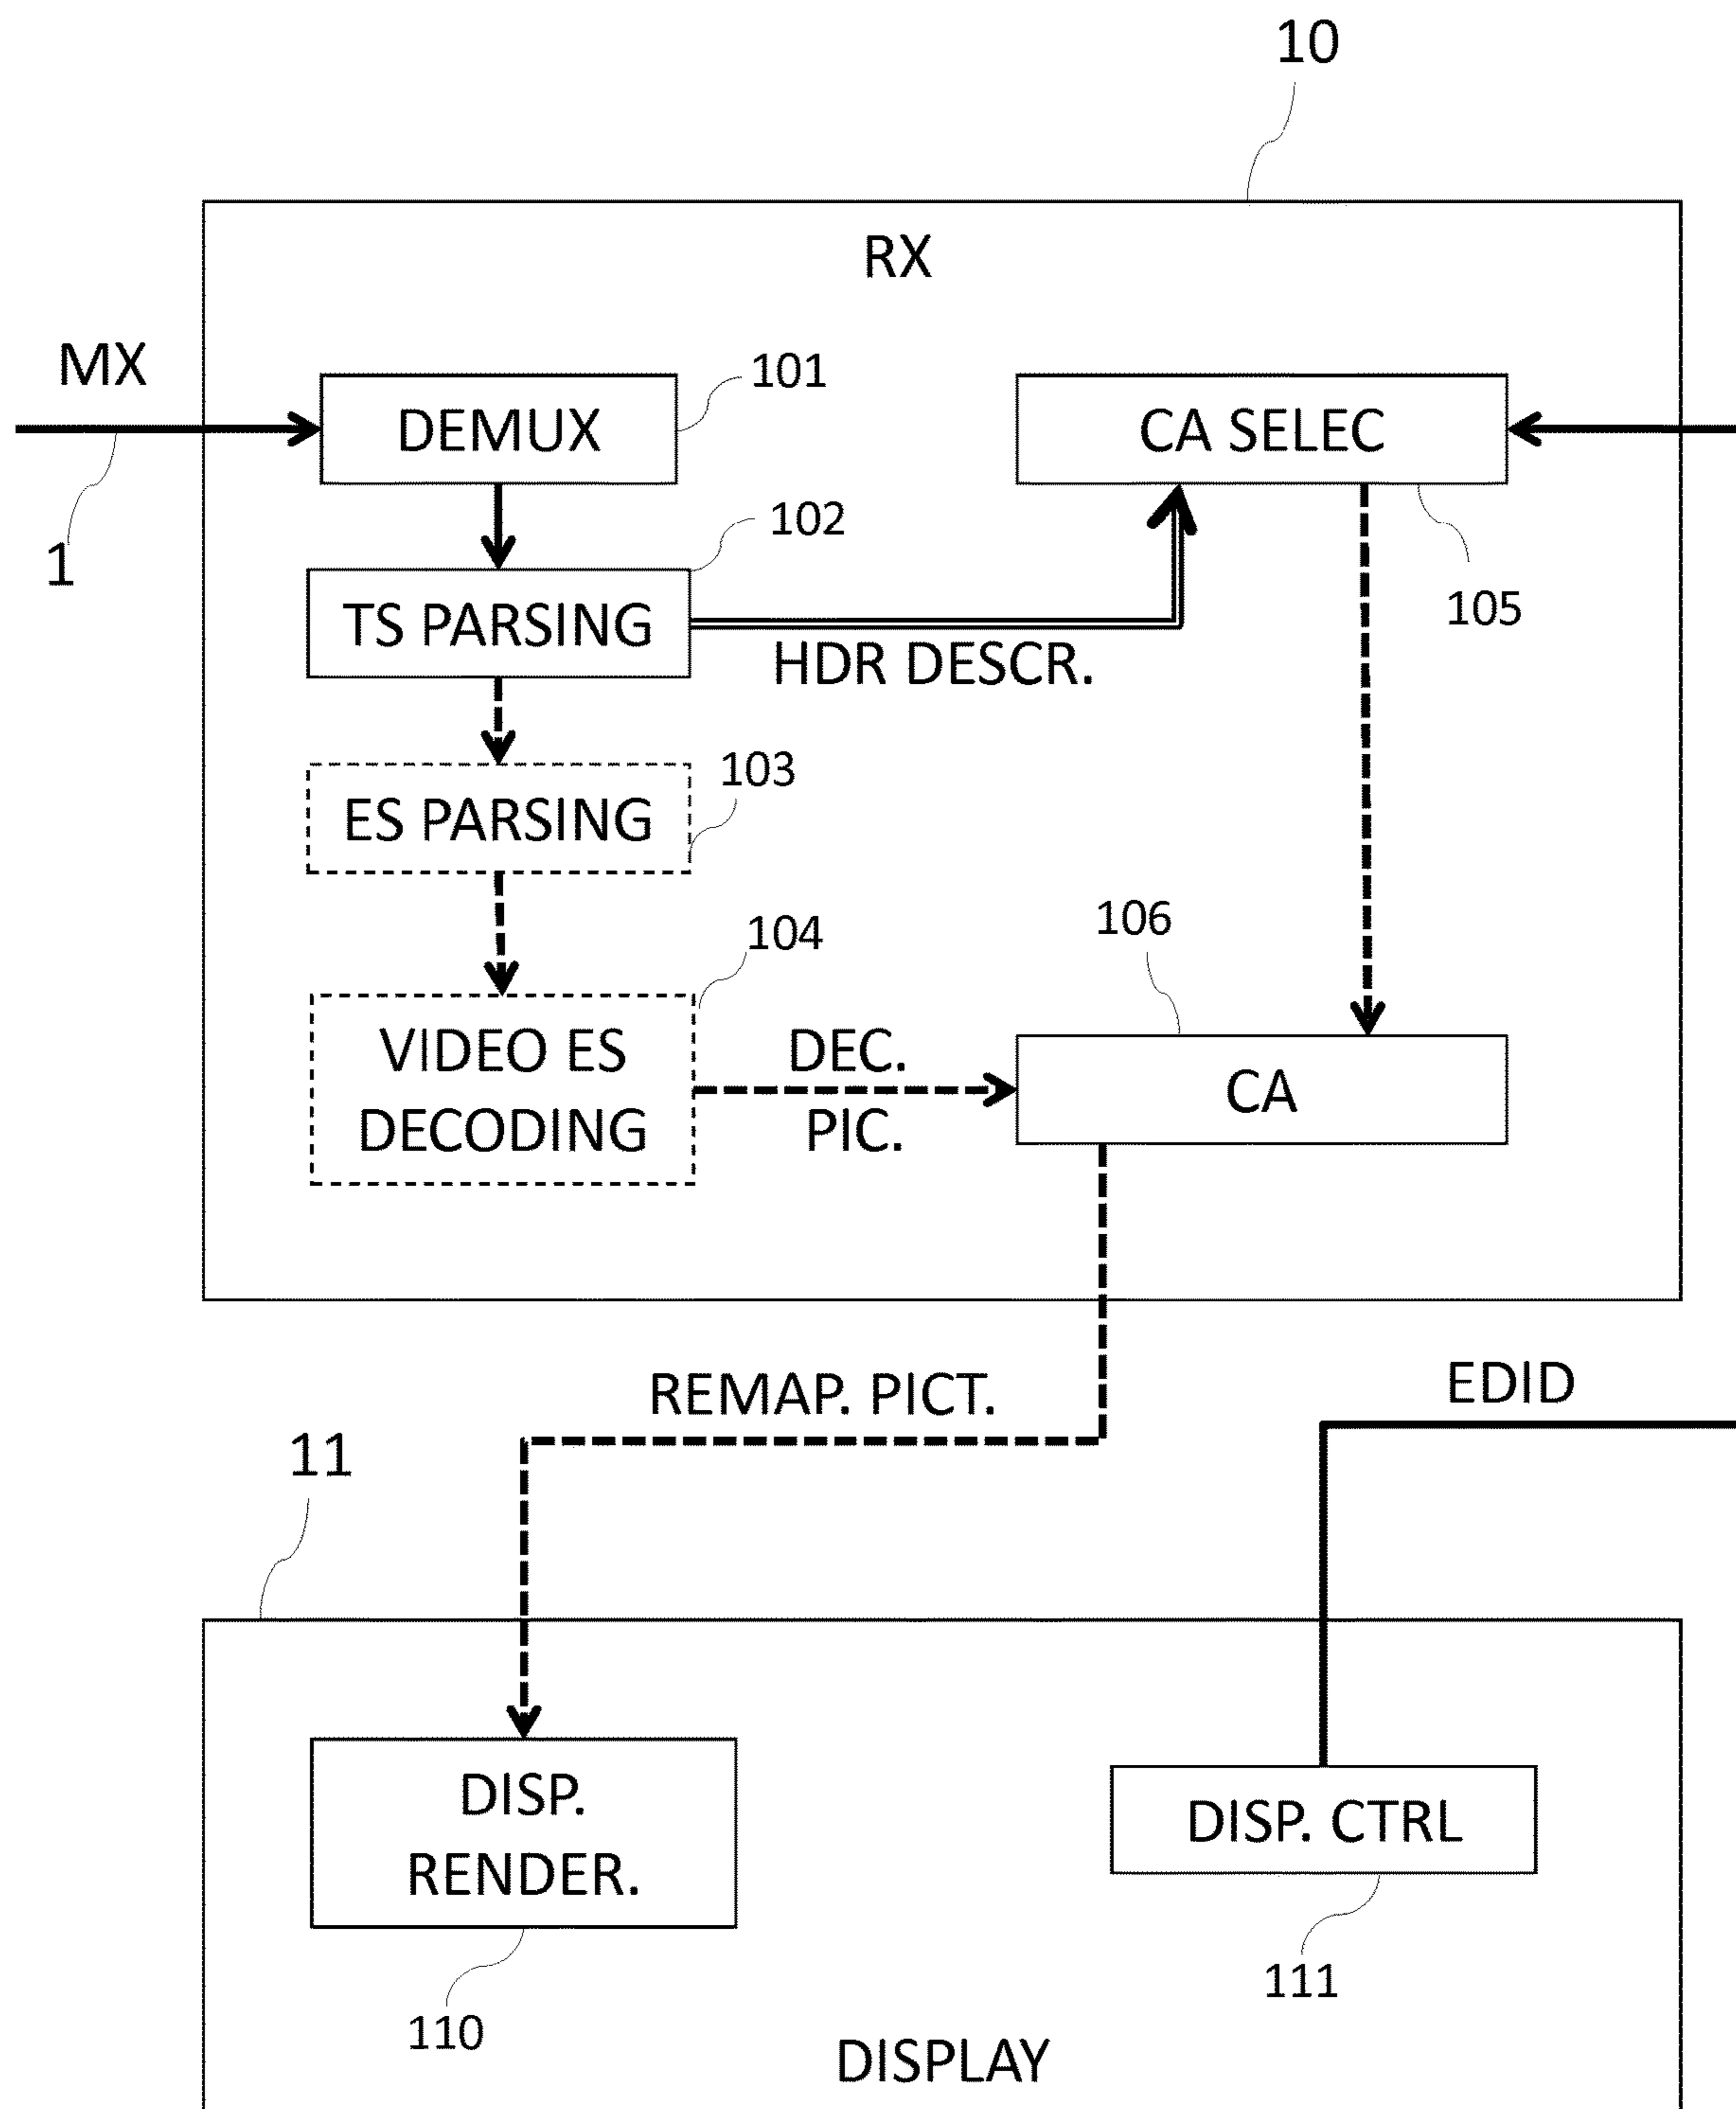 10
RX
MX
101
DEMUX
CA SELEC
102
1
TS PARSING
105
HDR DESCR.
103
ES PARSING
104
106
VIDEO ES
DECODING
DEC.
PIC.
CA
REMAP. PICT.
EDID
11
DISP.
RENDER.
DISP. CTRL
111
110
DISPLAY